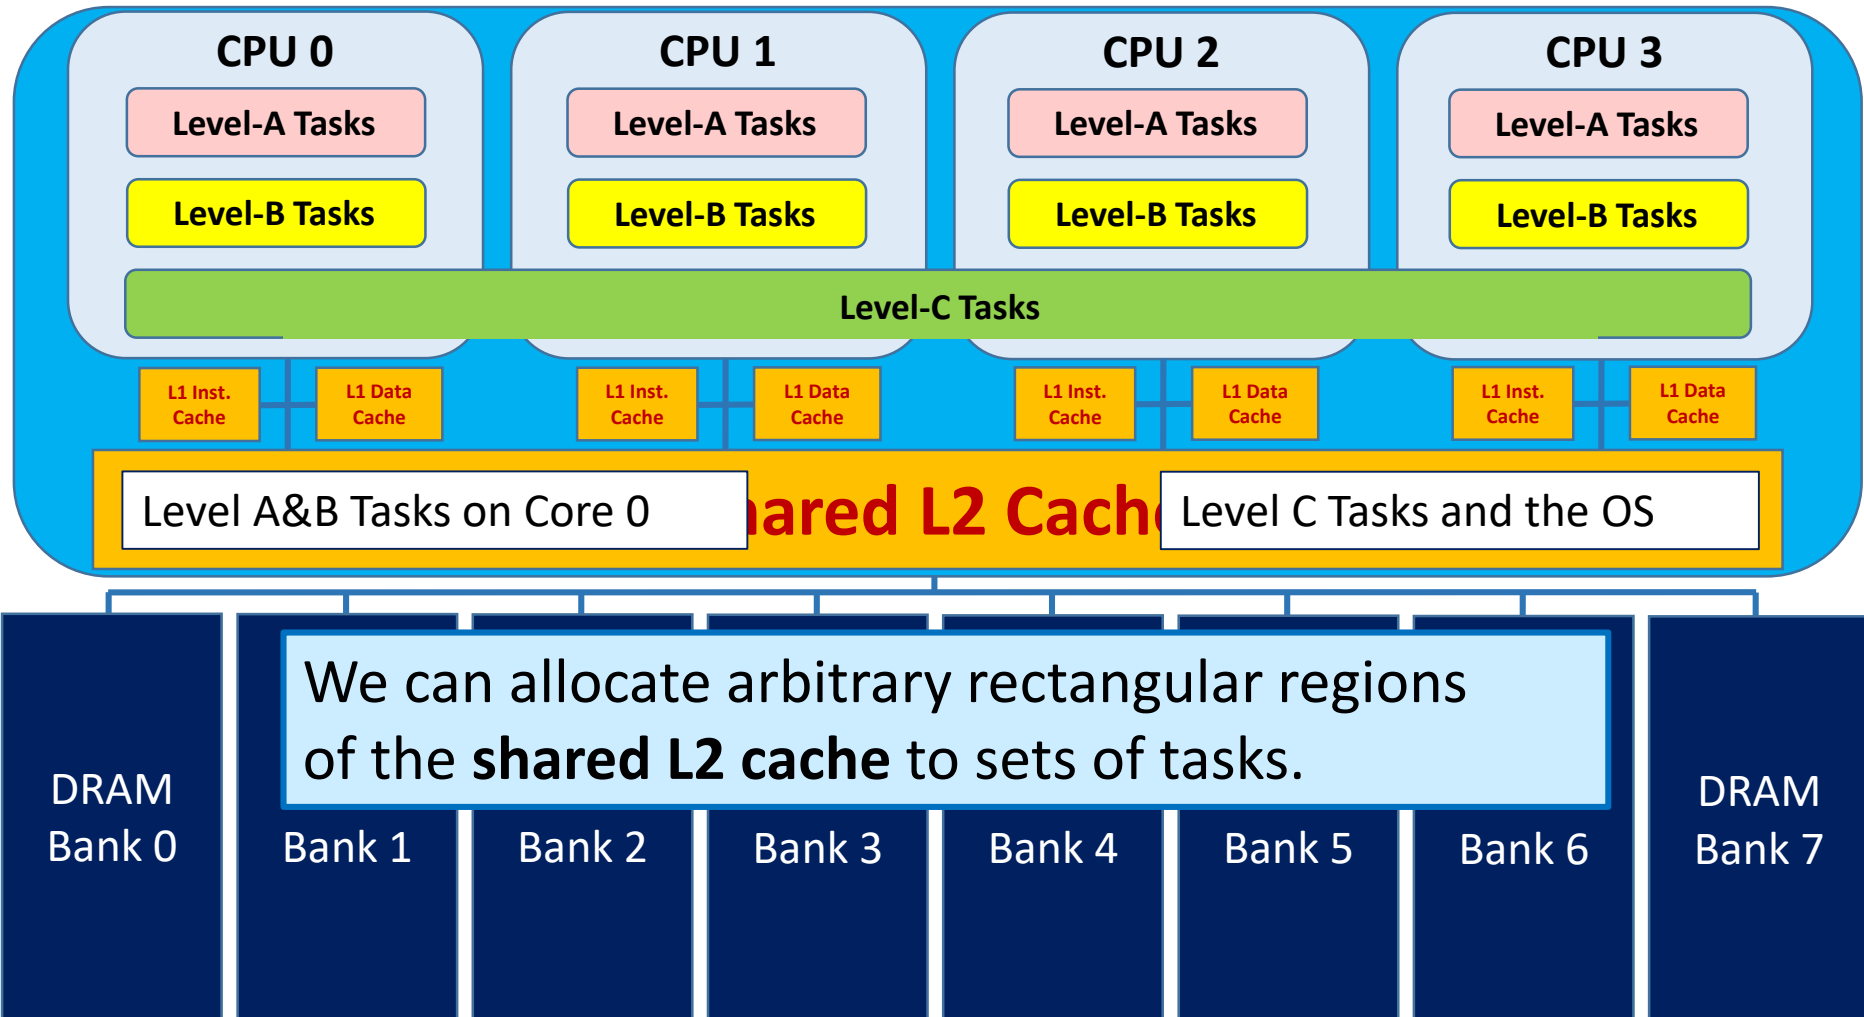 CPU 0
CPU 1
CPU 2
CPU 3
Level-A Tasks
Level-A Tasks
Level-A Tasks
Level-A Tasks
Level-B Tasks
Level-B Tasks
Level-B Tasks
Level-B Tasks
Level-C Tasks
L1 Inst.
Cache
L1 Data
Cache
L1 Inst.
Cache
L1 Data
Cache
L1 Inst.
Cache
L1 Data
Cache
L1 Inst.
Cache
L1 Data
Cache
Level A&B Tasks on Core 0
ared L2 Cach
Level C Tasks and the OS
We can allocate arbitrary rectangular regions
of the shared L2 cache to sets of tasks.
DRAM
Bank 0
Bank 1
Bank 2
Bank 3
Bank 4
Bank 5
Bank 6
DRAM
Bank 7